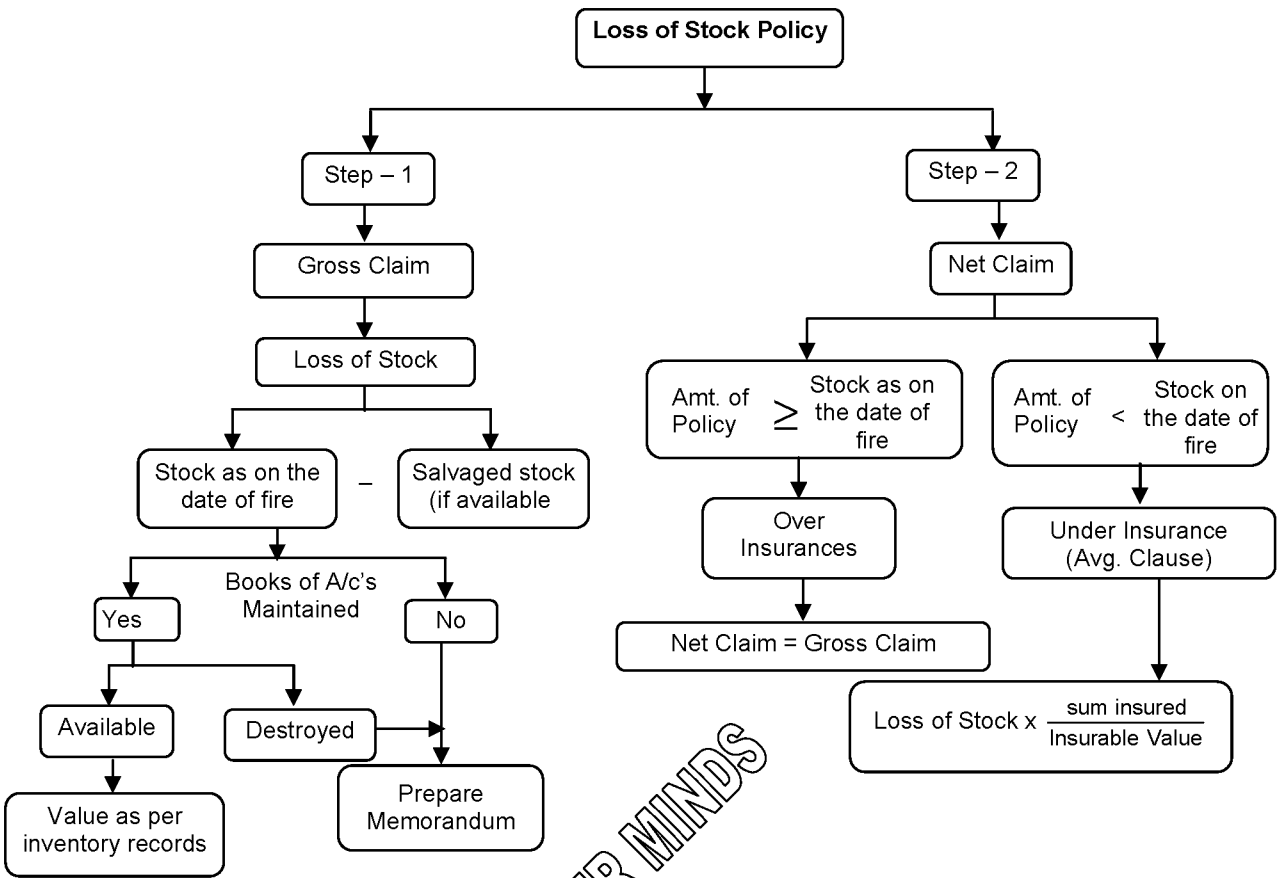 Loss of Stock Policy
Step – 1
Step – 2
Gross Claim
Net Claim
Loss of Stock
Amt. of
Policy
≥
Stock as on
the date of
fire
Amt. of
Policy
<
Stock on
the date of
fire
Stock as on the
date of fire
–
Salvaged stock
(if available
Over
Insurances
Under Insurance
(Avg. Clause)
Books of A/c's
Maintained
Yes
No
Net Claim = Gross Claim
Available
Destroyed
Loss of Stock x
sum insured
Insurable Value
Value as per
inventory records
Prepare
Memorandum
MINDS